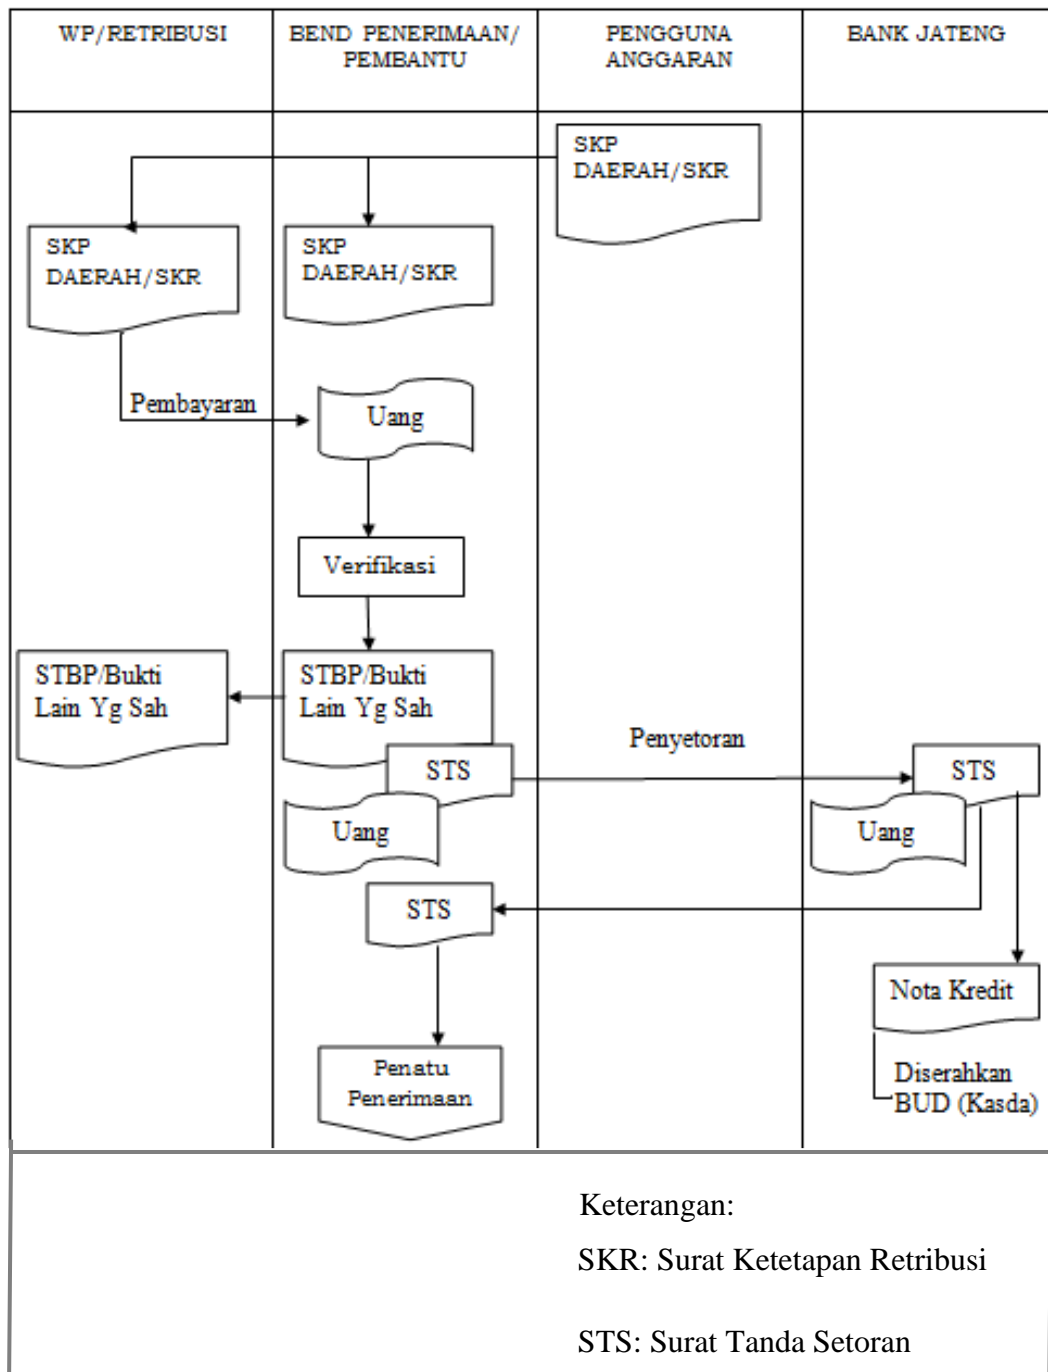 WP/RETRIBUSI
BEND PENERIMAAN/
PEMBANTU
PENGGUNA
ANGGARAN
BANK JATENG
SKP
DAERAH/SKR
SKP
DAERAH/SKR
SKP
DAERAH/SKR
Pembayaran
Uang
Verifikasi
STBP/Bukti
Lain Yg Sah
STBP/Bukti
Lain Yg Sah
STS
Uang
Penyetoran
STS
Uang
STS
Nota Kredit
Penatu
Penerimaan
Diserahkan
BUD (Kasda)
Keterangan:
SKR: Surat Ketetapan Retribusi
STS: Surat Tanda Setoran